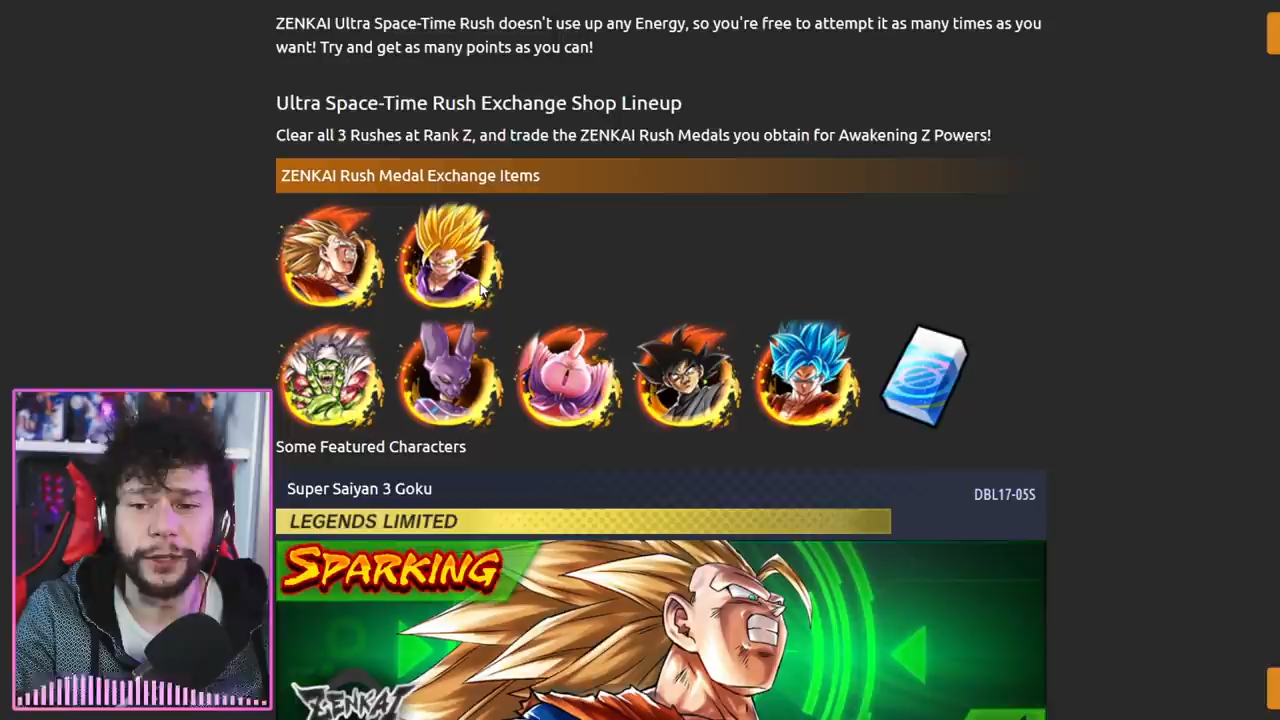 ZENKAI Ultra Space-Time Rush doesn't use up any Energy, so you're free to attempt it as many times as you
want! Try and get as many points as you can!
Ultra Space-Time Rush Exchange Shop Lineup
Clear all 3 Rushes at Rank Z, and trade the ZENKAI Rush Medals you obtain for Awakening Z Powers!
ZENKAI Rush Medal Exchange Items
Some Featured Characters
Super Saiyan 3 Goku
DBL17-05S
LEGENDS LIMITED
SPARKING
ZENKAI